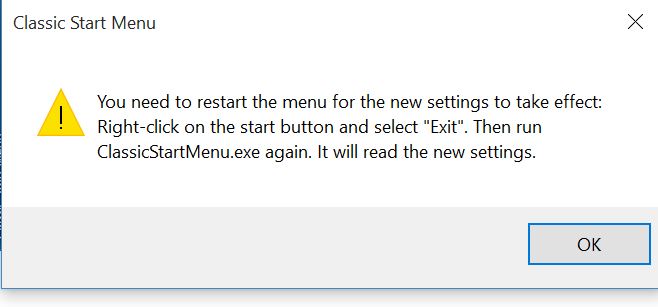 Classic Start Menu
You need to restart the menu for the new settings to take effect:
Right-click on the start button and select "Exit". Then run
ClassicStartMenu.exe again. It will read the new settings.
OK